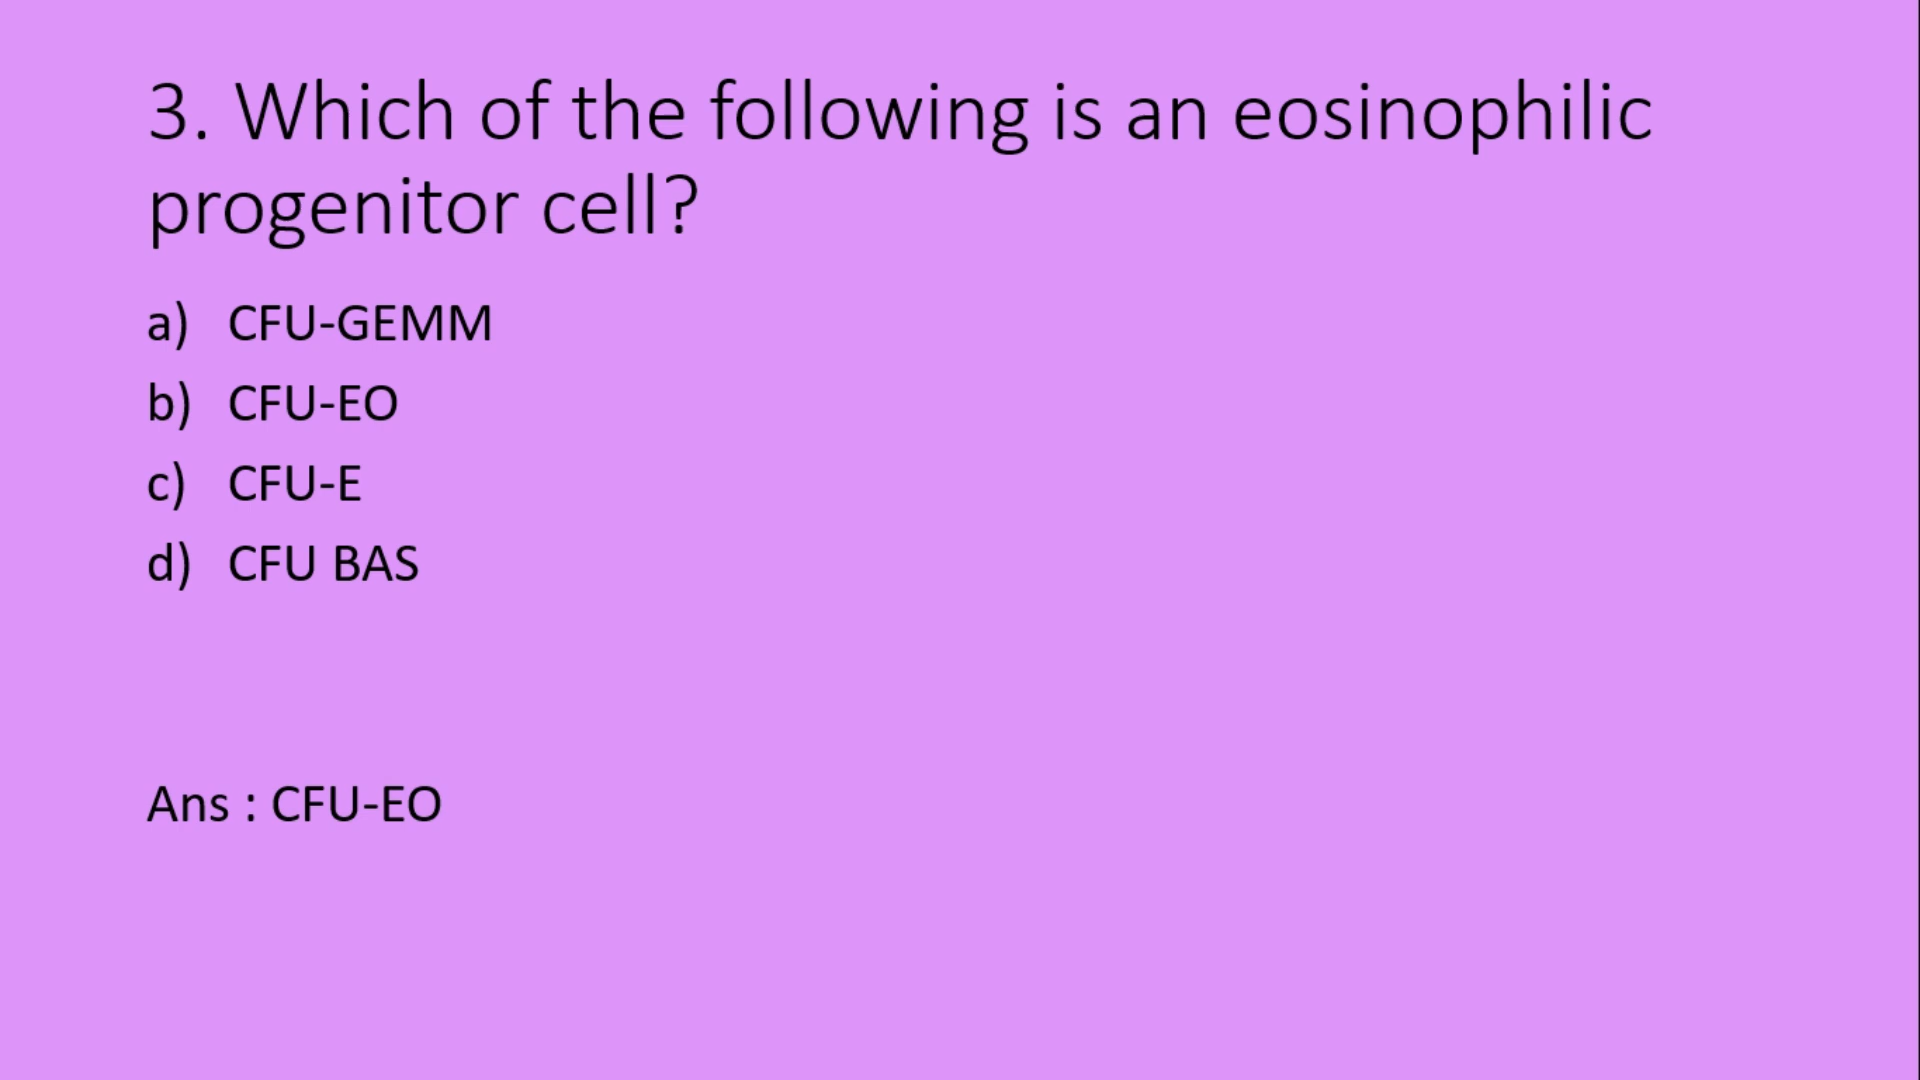 3. Which of the following is an eosinophilic
progenitor cell?
a) CFU-GEMM
b) CFU-EO
c) CFU-E
d) CFU BAS
Ans : CFU-EO